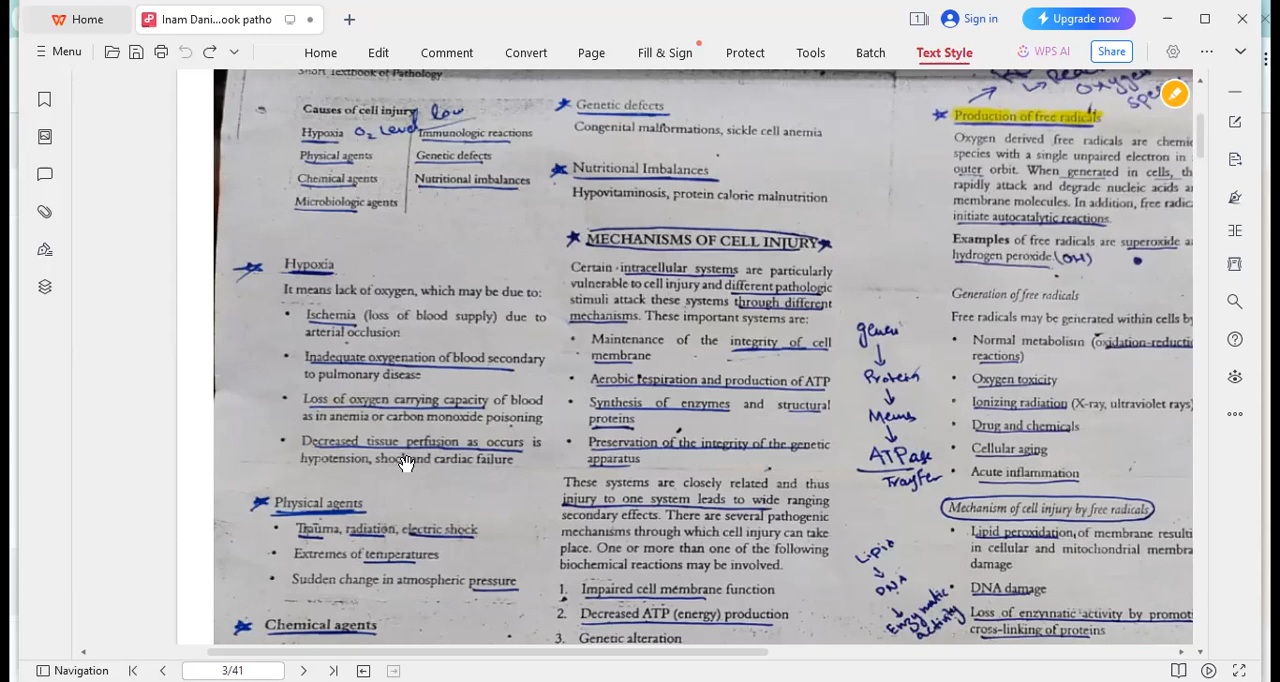 Home
Inam Dani...ook patho
Sign in
Upgrade now
Menu
Home
Edit
Comment
Convert
Page
Fill & Sign
Protect
Tools
Batch
Text Style
WPS AI
Share
Short Textbook of Pathology
Causes of cell injury
low
Hypoxia O₂ Level Immunologic reactions
Physical agents Genetic defects
Chemical agents Nutritional imbalances
Microbiologic agents
Hypoxia
It means lack of oxygen, which may be due to:
• Ischemia (loss of blood supply) due to
arterial occlusion
• Inadequate oxygenation of blood secondary
to pulmonary disease
• Loss of oxygen carrying capacity of blood
as in anemia or carbon monoxide poisoning
• Decreased tissue perfusion as occurs is
hypotension, shock and cardiac failure
Physical agents
• Trauma, radiation, electric shock
• Extremes of temperatures
• Sudden change in atmospheric pressure
Chemical agents
Genetic defects
Congenital malformations, sickle cell anemia
Nutritional Imbalances
Hypovitaminosis, protein calorie malnutrition
MECHANISMS OF CELL INJURY
Certain intracellular systems are particularly
vulnerable to cell injury and different pathologic
stimuli attack these systems through different
mechanisms. These important systems are:
• Maintenance of the integrity of cell
membrane
• Aerobic respiration and production of ATP
• Synthesis of enzymes and structural
proteins
• Preservation of the integrity of the genetic
apparatus
These systems are closely related and thus
injury to one system leads to wide ranging
secondary effects. There are several pathogenic
mechanisms through which cell injury can take
place. One or more than one of the following
biochemical reactions may be involved.
1. Impaired cell membrane function
2. Decreased ATP (energy) production
3. Genetic alteration
Protein
ATPase
Lipid
DNA
Enzymatic
activity
Production of free radicals
Oxygen derived free radicals are chemic
species with a single unpaired electron in
outer orbit. When generated in cells, th
rapidly attack and degrade nucleic acids a
membrane molecules. In addition, free radica
initiate autocatalytic reactions.
Examples of free radicals are superoxide a
hydrogen peroxide. (OH)
Generation of free radicals
Free radicals may be generated within cells by
• Normal metabolism (oxidation-reducti
reactions)
• Oxygen toxicity
• Ionizing radiation (X-ray, ultraviolet rays)
• Drug and chemicals
• Cellular aging
• Acute inflammation
Mechanism of cell injury by free radicals
• Lipid peroxidation, of membrane resulti
in cellular and mitochondrial membra
damage
• DNA damage
• Loss of enzymatic activity by promot
cross-linking of proteins
Navigation
3/41